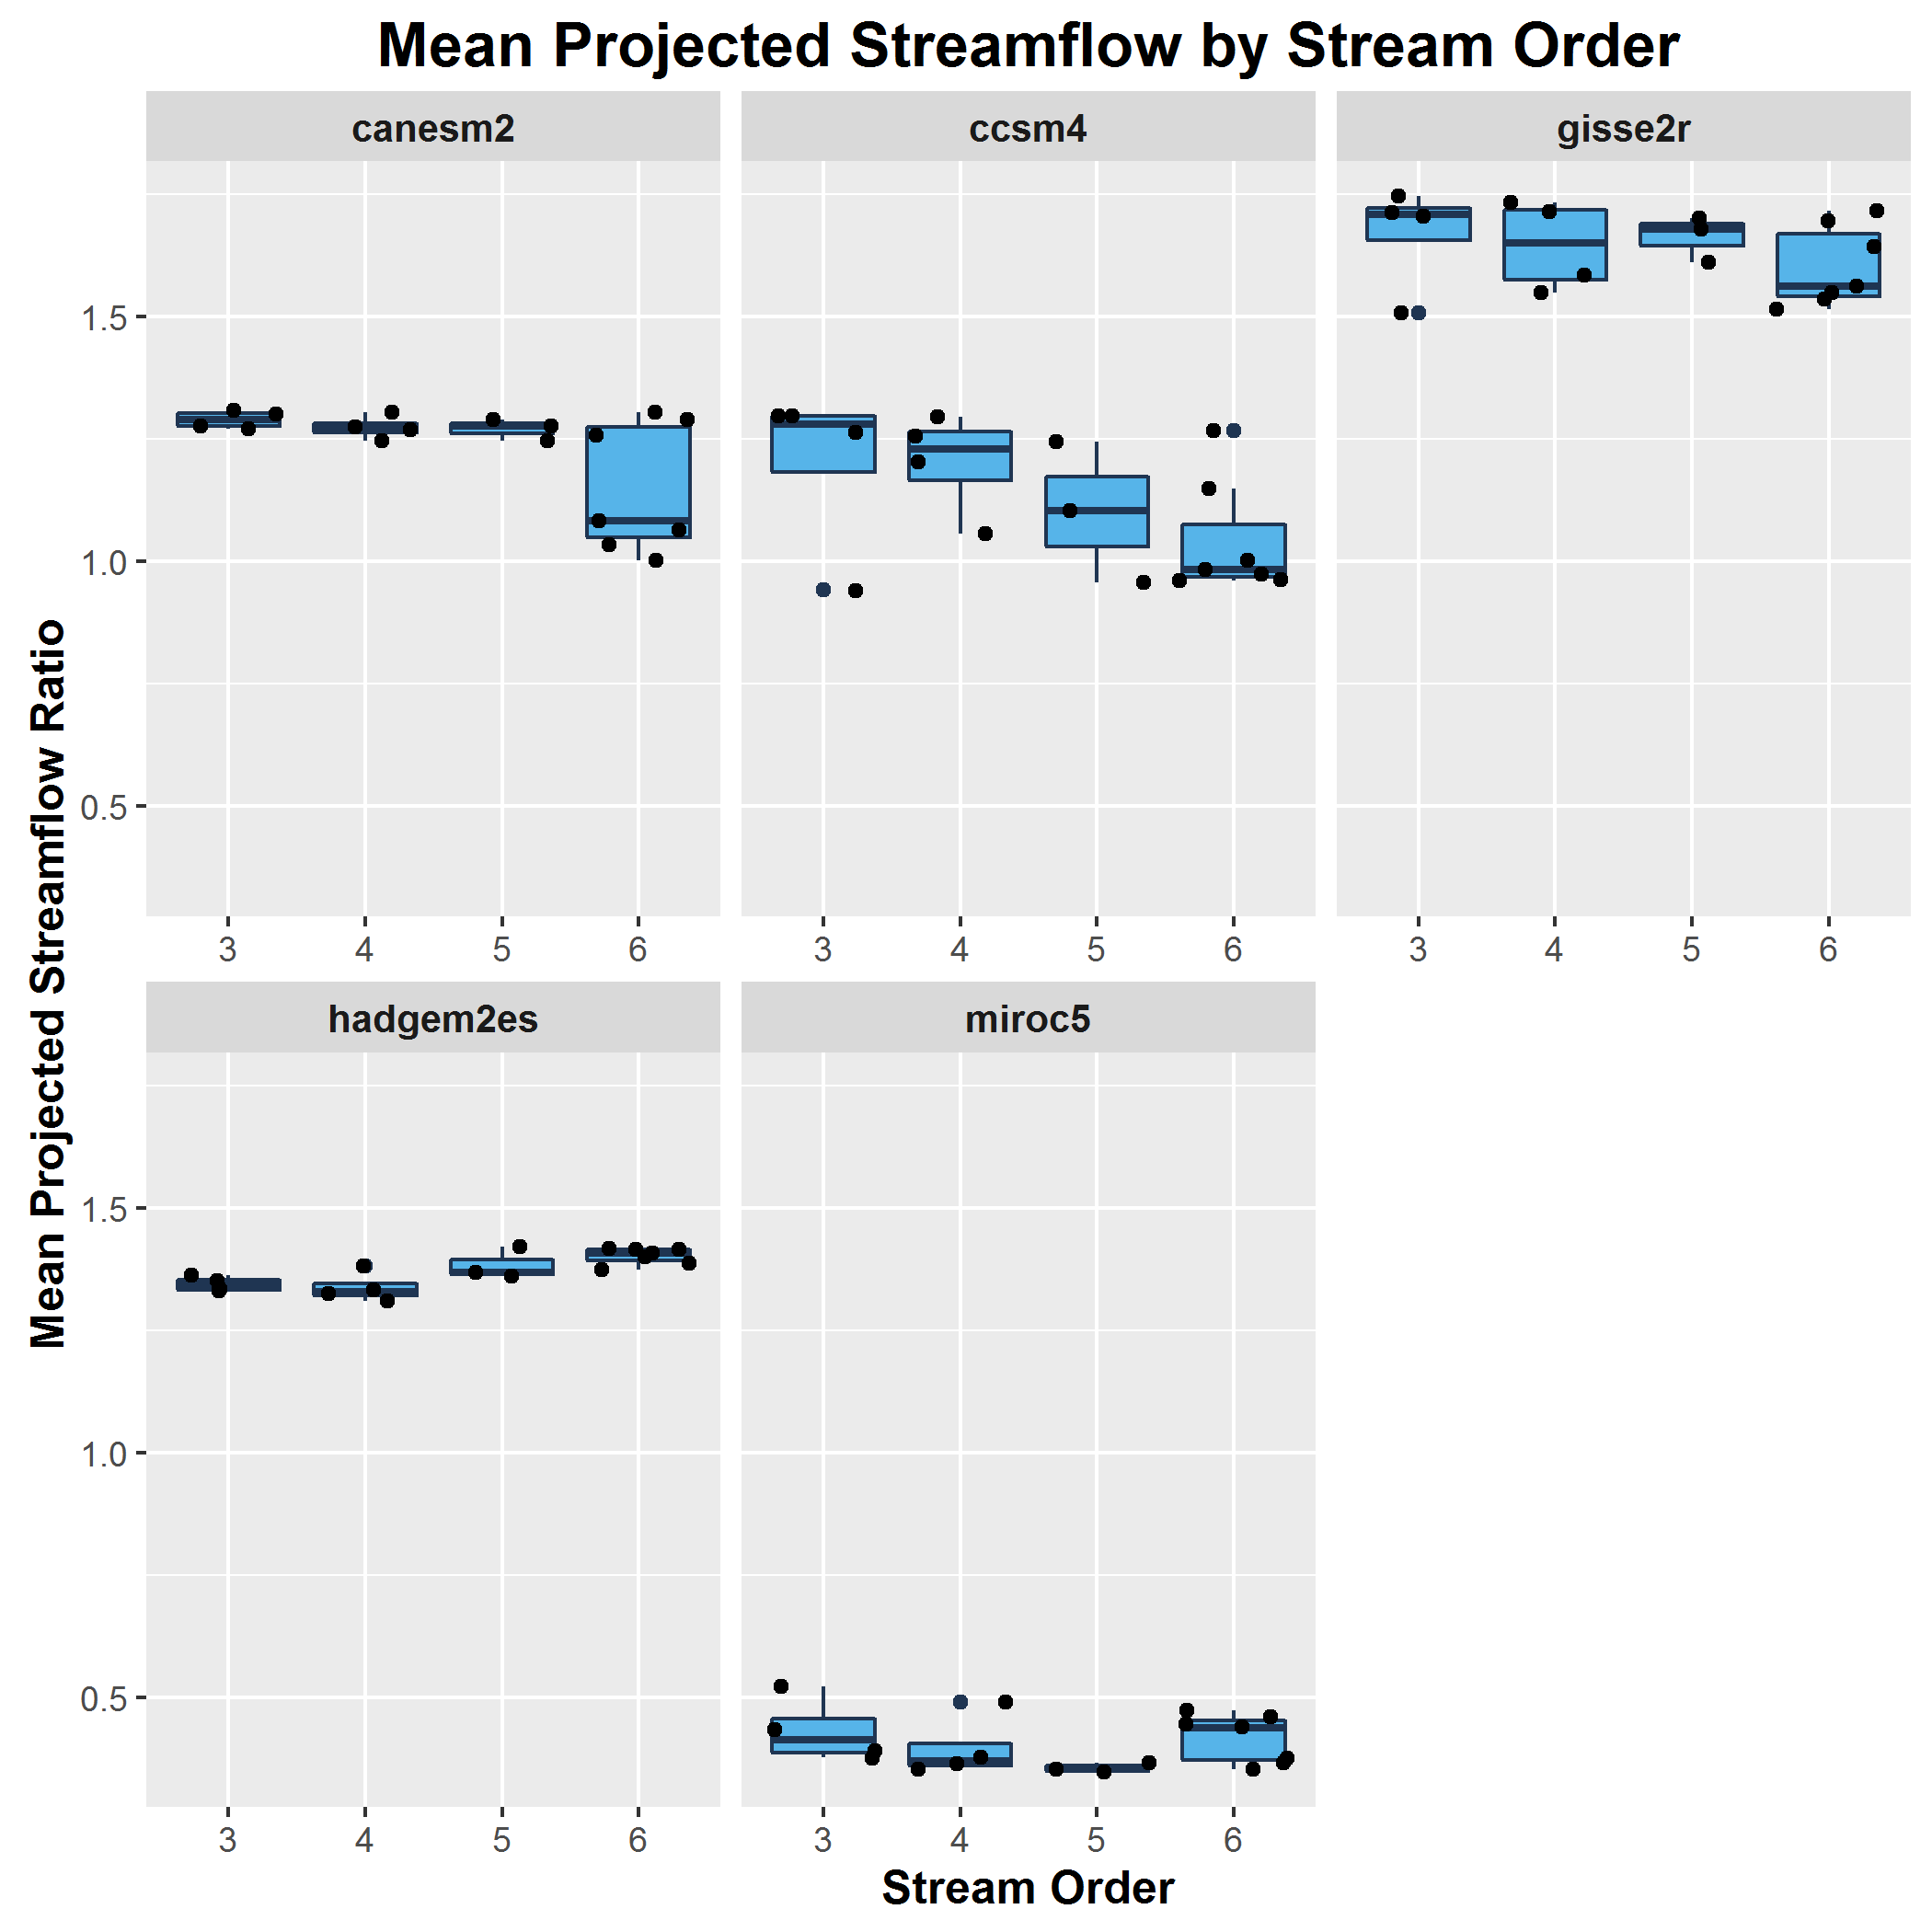 Mean Projected Streamflow by Stream Order
canesm2 ccsm4 gisse2r
1.5
1.0
0.5
3 4 5 6 3 4 5 6 3 4 5 6
Mean Projected Streamflow Ratio
hadgem2es miroc5
1.5
1.0
0.5
3 4 5 6 3 4 5 6
Stream Order